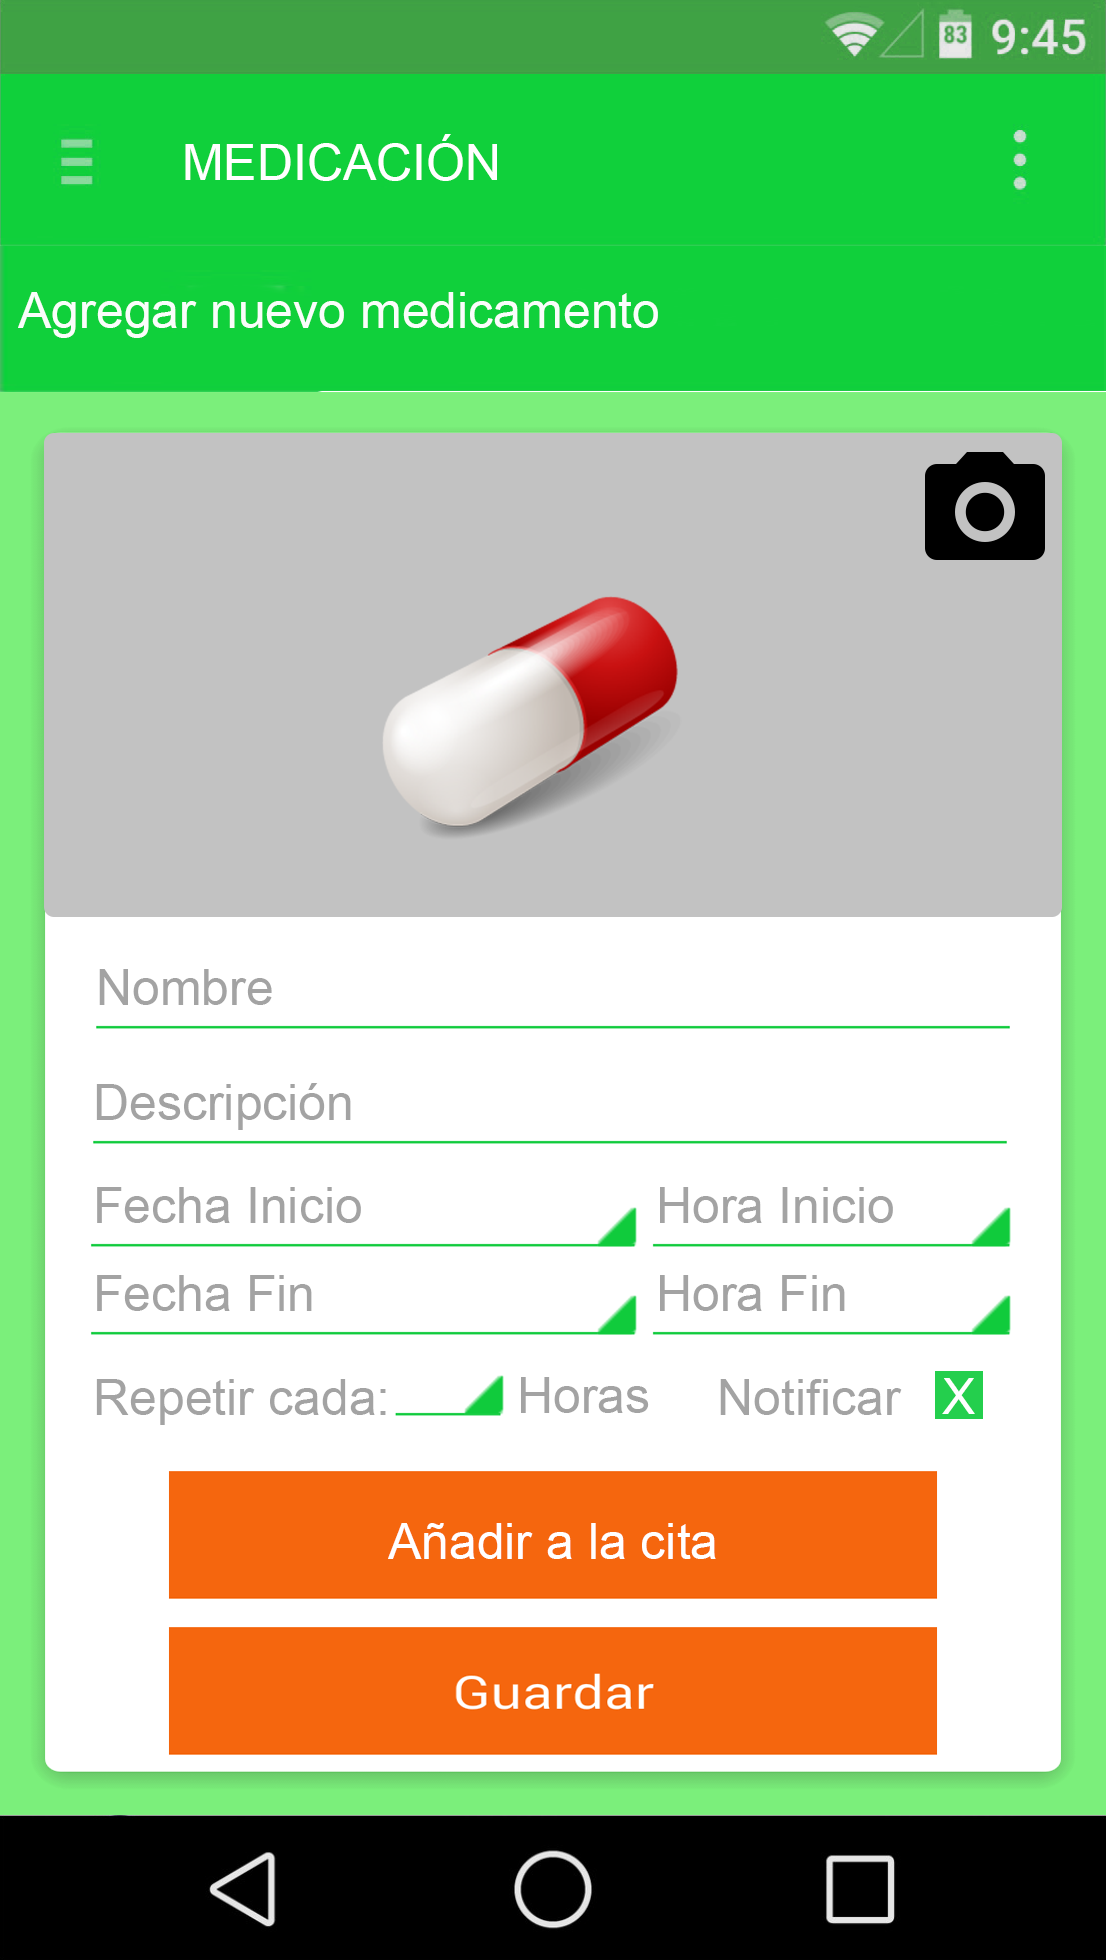 83 9:45
MEDICACIÓN
Agregar nuevo medicamento
Nombre
Descripción
Fecha Inicio Hora Inicio
Fecha Fin Hora Fin
Repetir cada: Horas Notificar X
Añadir a la cita
Guardar